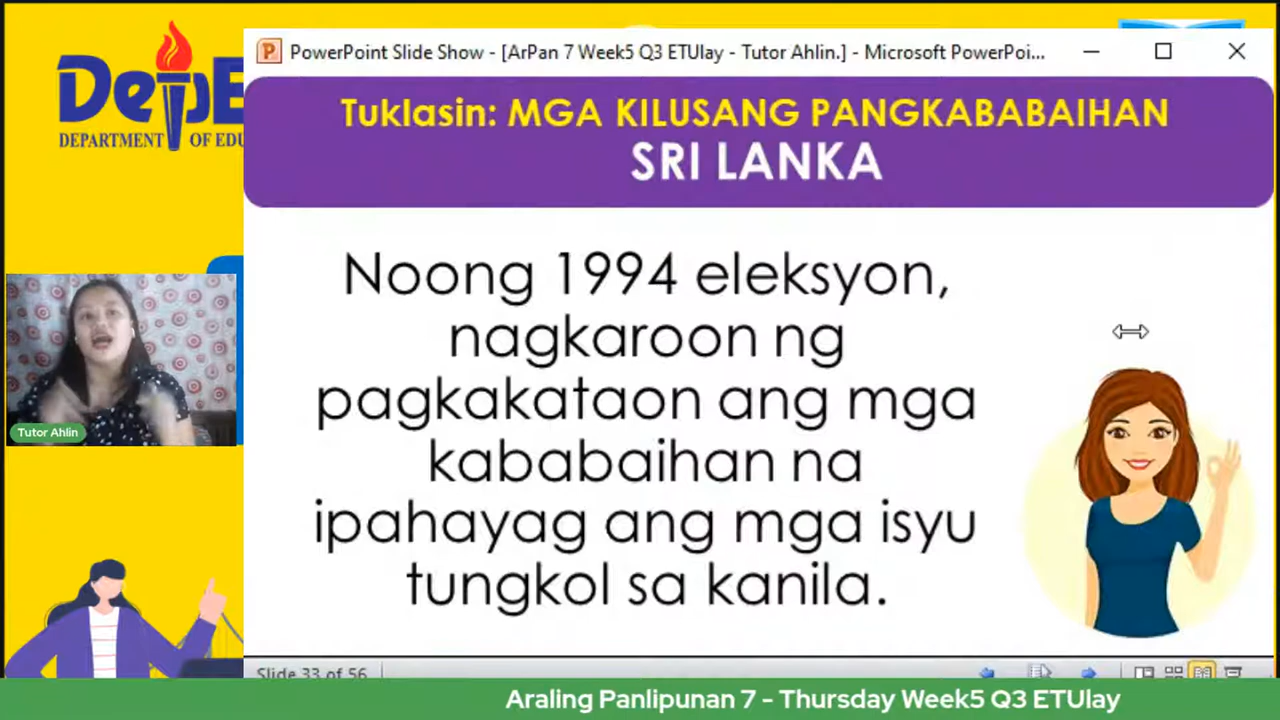 PowerPoint Slide Show - [ArPan 7 Week5 Q3 ETUlay - Tutor Ahlin.] - Microsoft PowerPoi...
DepE
DEPARTMENT OF EDU
Tuklasin: MGA KILUSANG PANGKABABAIHAN
SRI LANKA
Noong 1994 eleksyon,
nagkaroon ng
pagkakataon ang mga
kababaihan na
ipahayag ang mga isyu
tungkol sa kanila.
Tutor Ahlin
Slide 33 of 56
Araling Panlipunan 7 - Thursday Week5 Q3 ETUlay